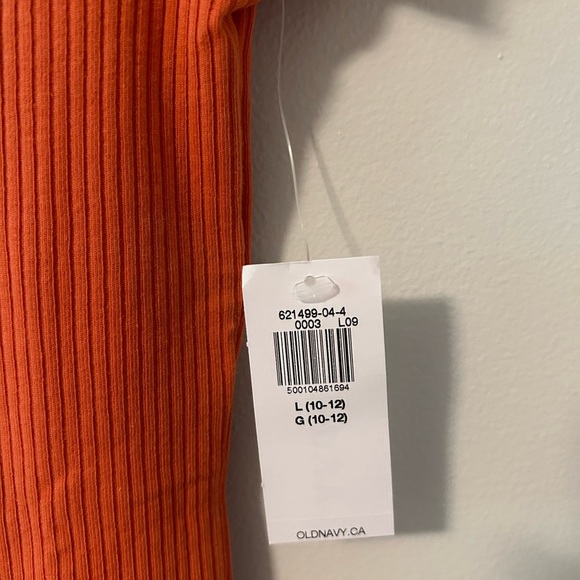 621499-04-4
0003 L09
500104861694
L (10-12)
G (10-12)
OLDNAVY.CA